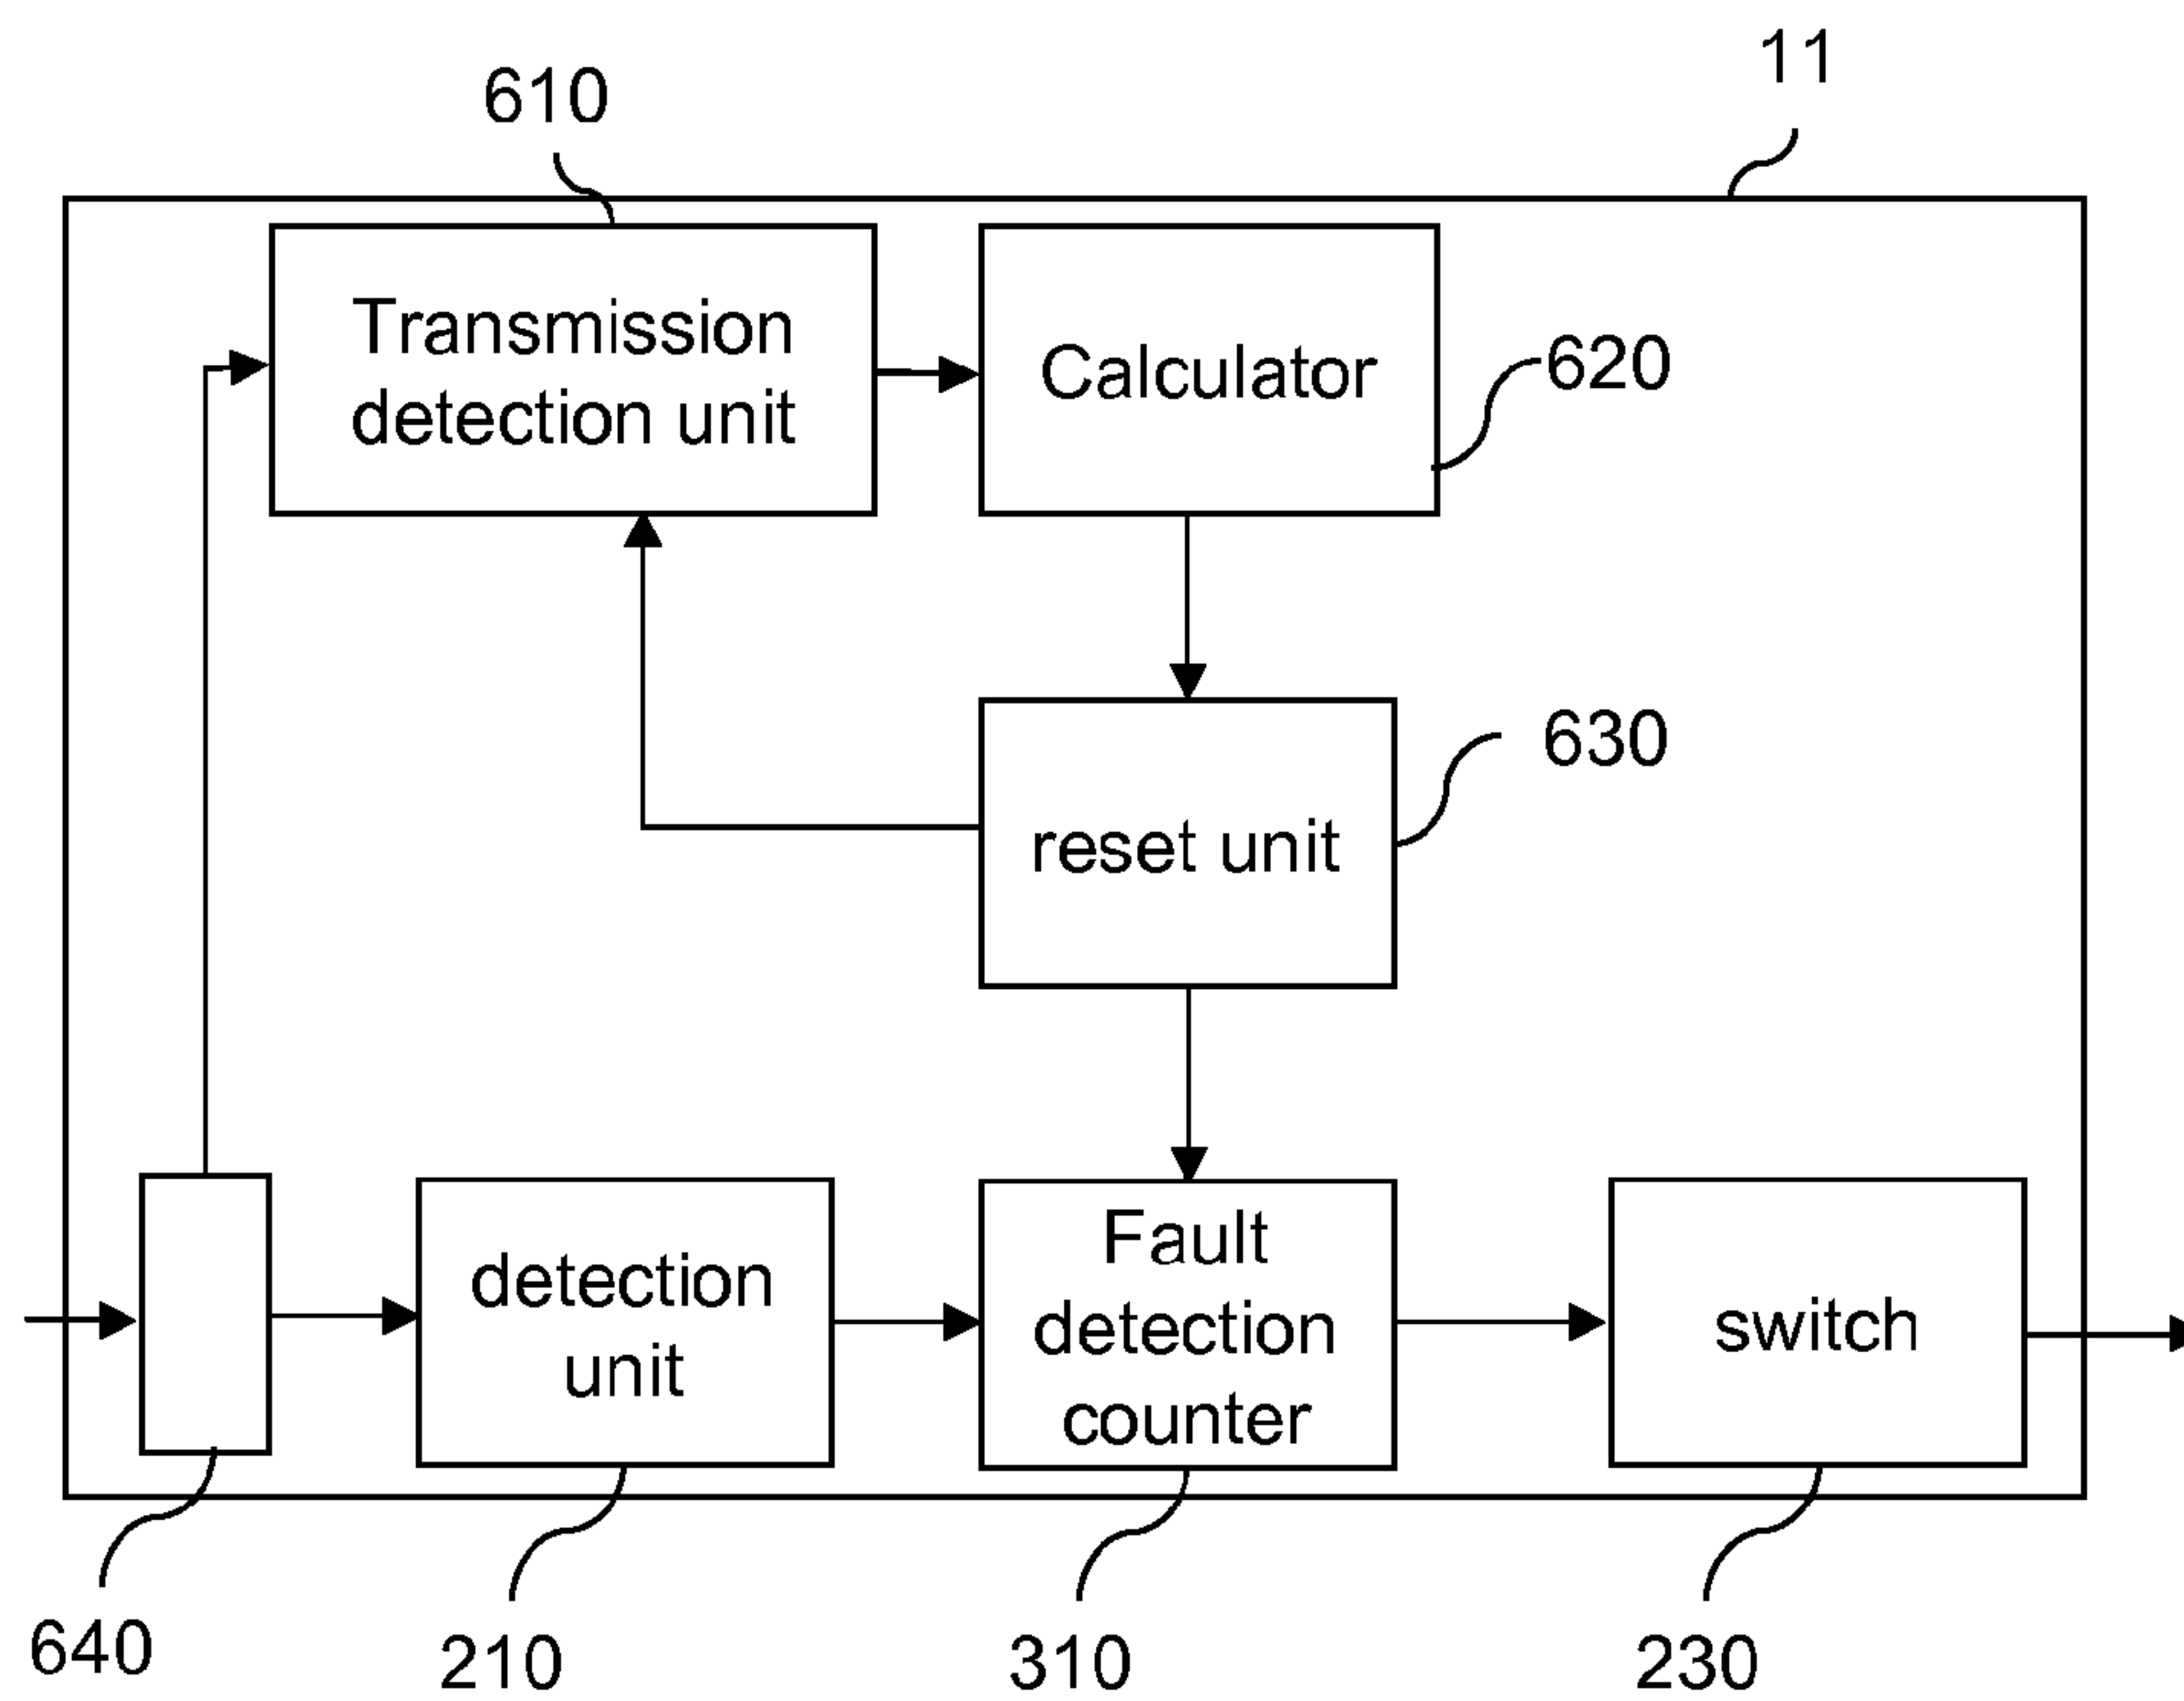 11
610
Transmission
detection unit
Calculator
620
630
reset unit
detection
unit
Fault
detection
counter
switch
640
210
310
230